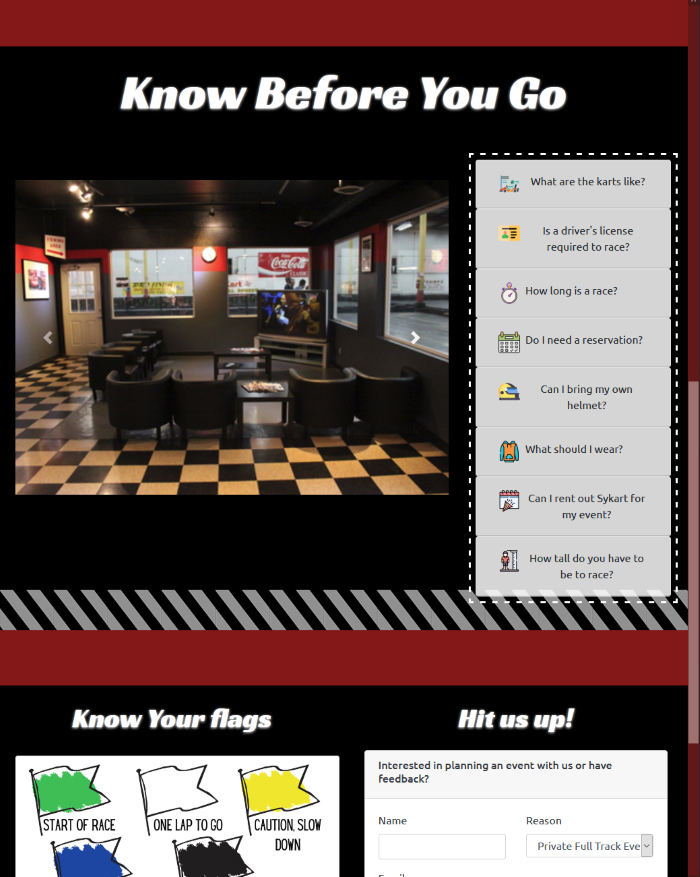 Know Before You Go
What are the karts like?
Is a driver's license
required to race?
How long is a race?
Do I need a reservation?
Can I bring my own
helmet?
What should I wear?
Can I rent out Sykart for
my event?
How tall do you have to
be to race?
Coca-Cola
CLASSIC
Know Your flags
START OF RACE
ONE LAP TO GO
CAUTION, SLOW
DOWN
Hit us up!
Interested in planning an event with us or have
feedback?
Name
Reason
Private Full Track Eve
Email